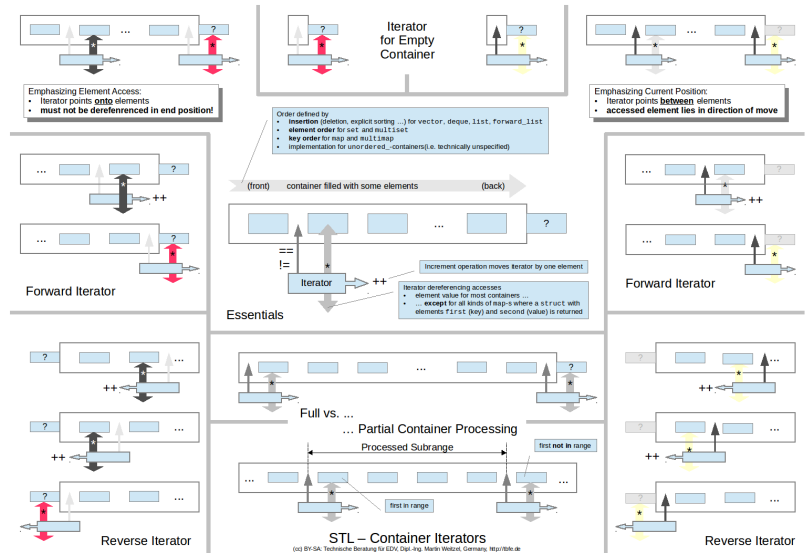 * ... * ?
* ? * ?
Iterator
for Empty
Container
* ... * ?
Emphasizing Element Access:
• Iterator points onto elements
• must not be derefenrenced in end position!
Emphasizing Current Position:
• Iterator points between elements
• accessed element lies in direction of move
Order defined by
• insertion (deletion, explicit sorting ...) for vector, deque, list, forward_list
• element order for set and multiset
• key order for map and multimap
• implementation for unordered_-containers(i.e. technically unspecified)
(front) container filled with some elements (back)
... ?
==
!=
*
Iterator
++
Increment operation moves iterator by one element
Iterator dereferencing accesses
• element value for most containers ...
• ... except for all kinds of map-s where a struct with
elements first (key) and second (value) is returned
Essentials
... ?
* ++
... ?
*
Forward Iterator
... ?
* ++
... ?
*
Forward Iterator
? ...
*
++
? ...
*
++
? ...
*
Reverse Iterator
... ?
* *
Full vs. ...
... Partial Container Processing
Processed Subrange
first not in range
... ...
* *
first in range
STL – Container Iterators
(cc) BY-SA: Technische Beratung für EDV, Dipl.-Ing. Martin Weitzel, Germany, http://tbfe.de
? ...
*
++
? ...
*
++
? ...
*
Reverse Iterator